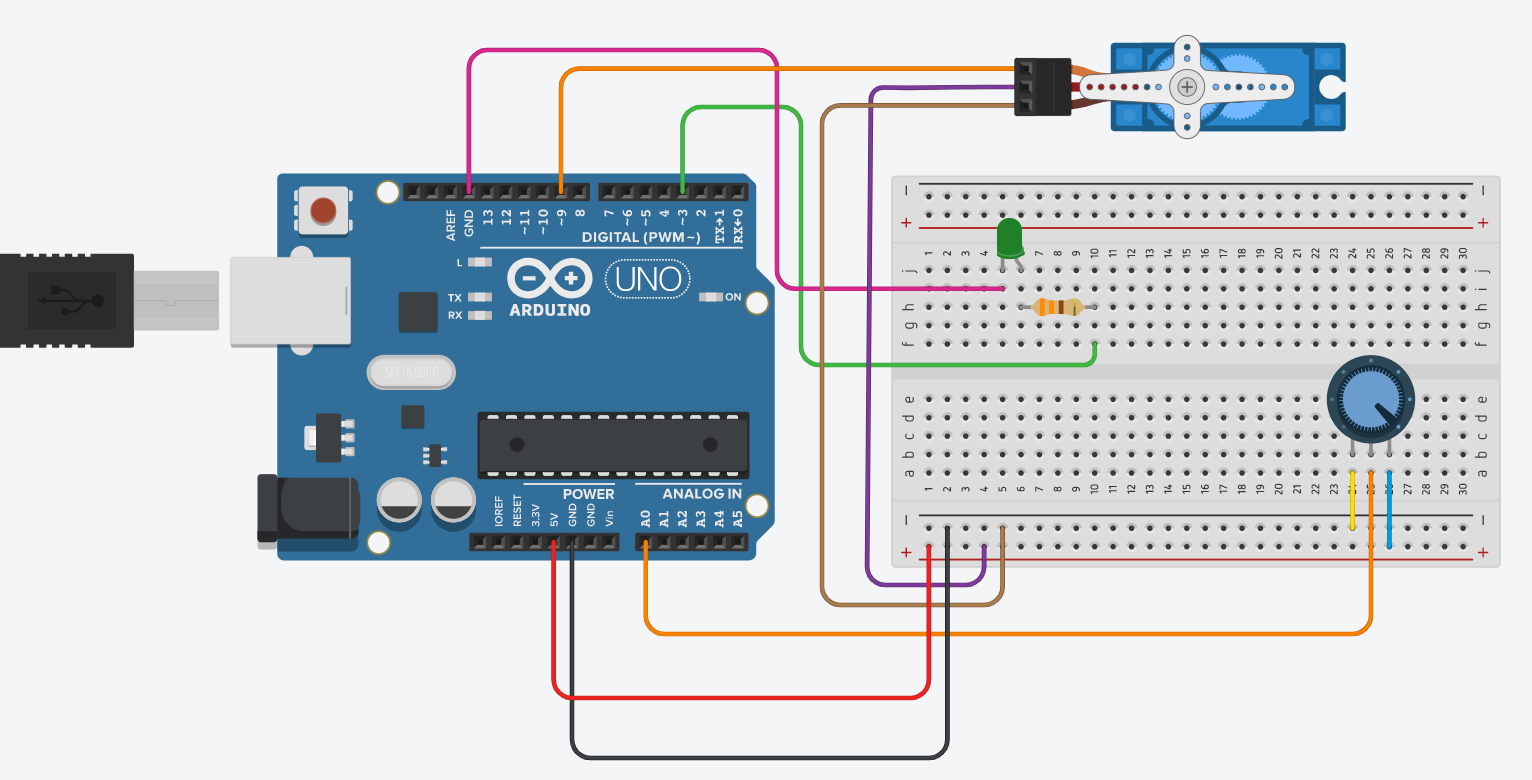 AREF GND 13 12 ~11 ~10 ~9 8 7 ~6 ~5 4 ~3 2 TX→1 RX←0
DIGITAL (PWM~)
L
TX
RX
ARDUINO
UNO
ON
SPK16.000G
POWER
ANALOG IN
IOREF RESET 3.3V 5V GND GND Vin A0 A1 A2 A3 A4 A5
− −
+ +
1 2 3 4 5 6 7 8 9 10 11 12 13 14 15 16 17 18 19 20 21 22 23 24 25 26 27 28 29 30
j j
i i
h h
g g
f f
e e
d d
c c
b b
a a
1 2 3 4 5 6 7 8 9 10 11 12 13 14 15 16 17 18 19 20 21 22 23 24 25 26 27 28 29 30
− −
+ +